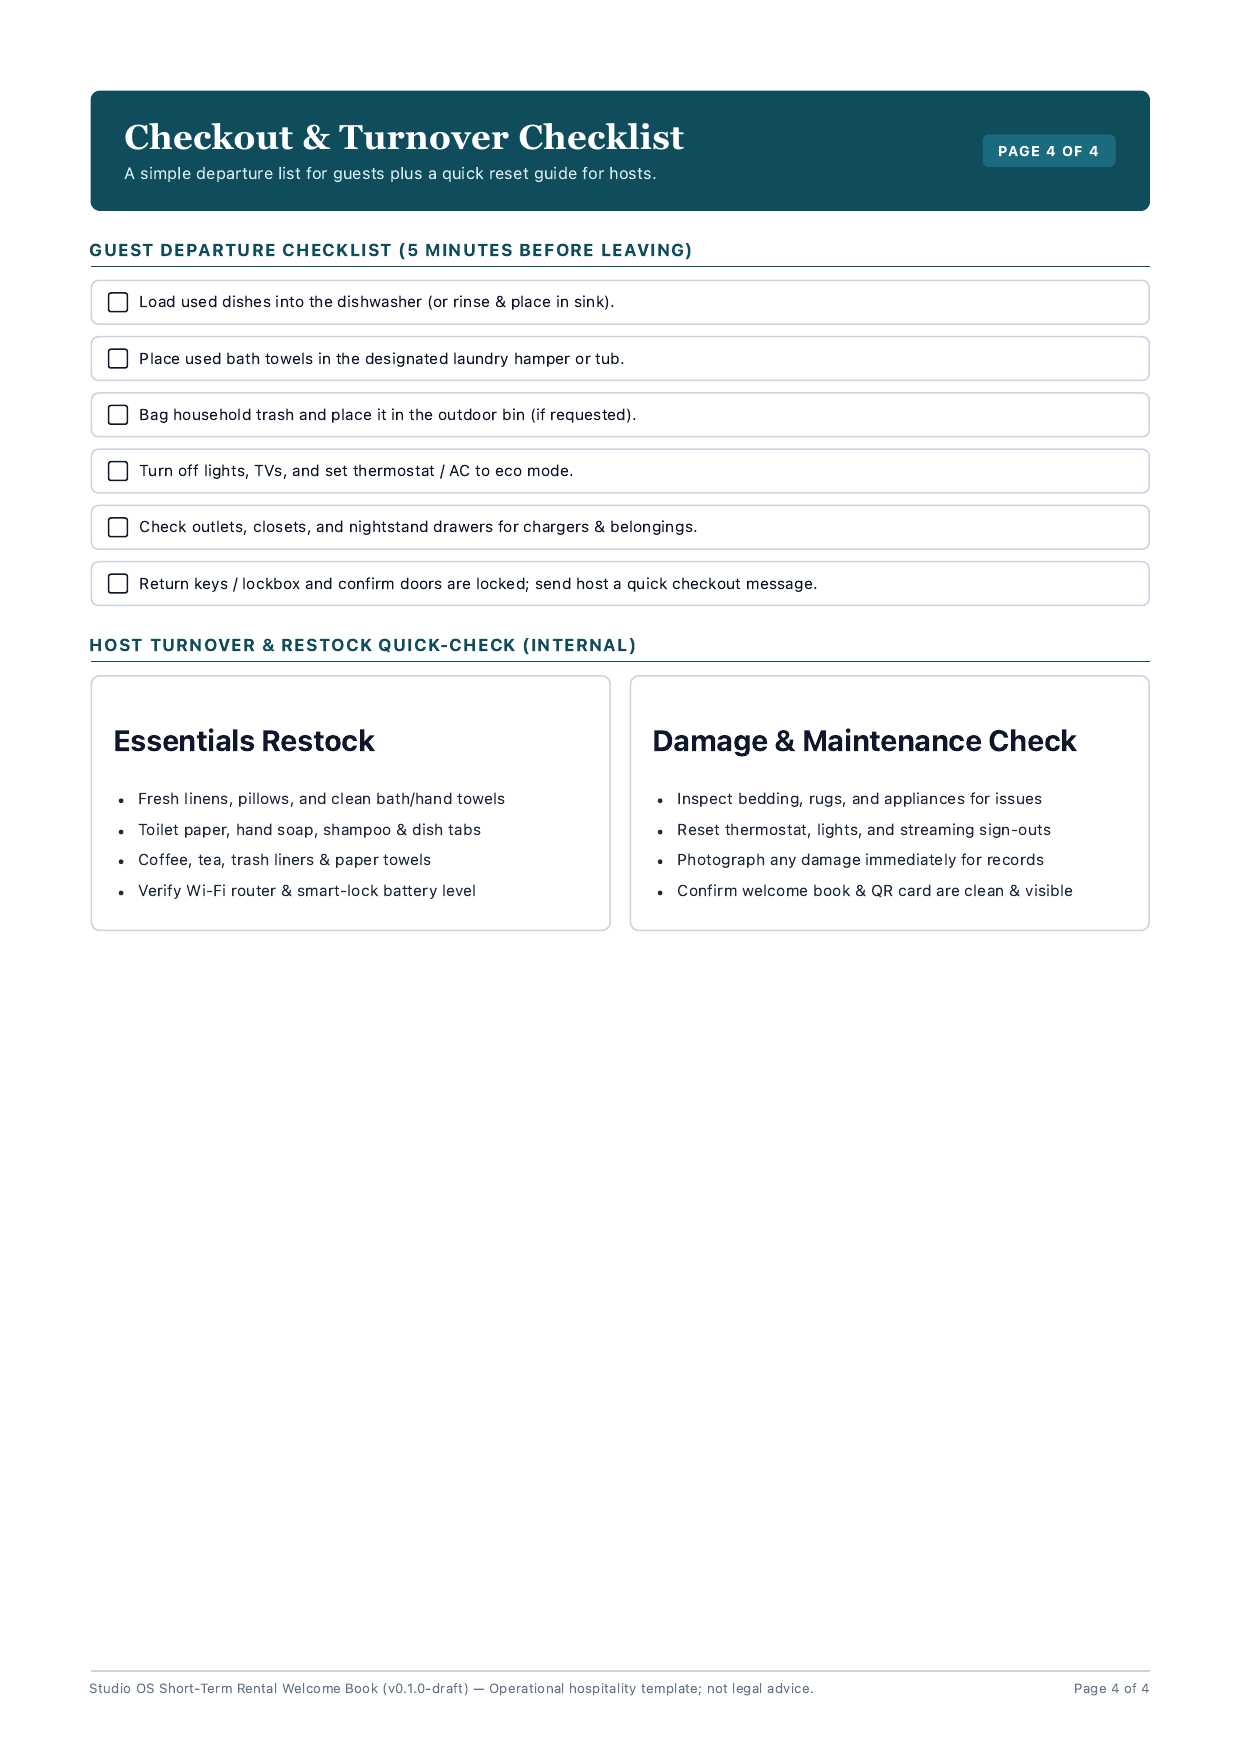 Checkout & Turnover Checklist
A simple departure list for guests plus a quick reset guide for hosts.
PAGE 4 OF 4
GUEST DEPARTURE CHECKLIST (5 MINUTES BEFORE LEAVING)
Load used dishes into the dishwasher (or rinse & place in sink).
Place used bath towels in the designated laundry hamper or tub.
Bag household trash and place it in the outdoor bin (if requested).
Turn off lights, TVs, and set thermostat / AC to eco mode.
Check outlets, closets, and nightstand drawers for chargers & belongings.
Return keys / lockbox and confirm doors are locked; send host a quick checkout message.
HOST TURNOVER & RESTOCK QUICK-CHECK (INTERNAL)
Essentials Restock
• Fresh linens, pillows, and clean bath/hand towels
• Toilet paper, hand soap, shampoo & dish tabs
• Coffee, tea, trash liners & paper towels
• Verify Wi-Fi router & smart-lock battery level
Damage & Maintenance Check
• Inspect bedding, rugs, and appliances for issues
• Reset thermostat, lights, and streaming sign-outs
• Photograph any damage immediately for records
• Confirm welcome book & QR card are clean & visible
Studio OS Short-Term Rental Welcome Book (v0.1.0-draft) — Operational hospitality template; not legal advice.
Page 4 of 4